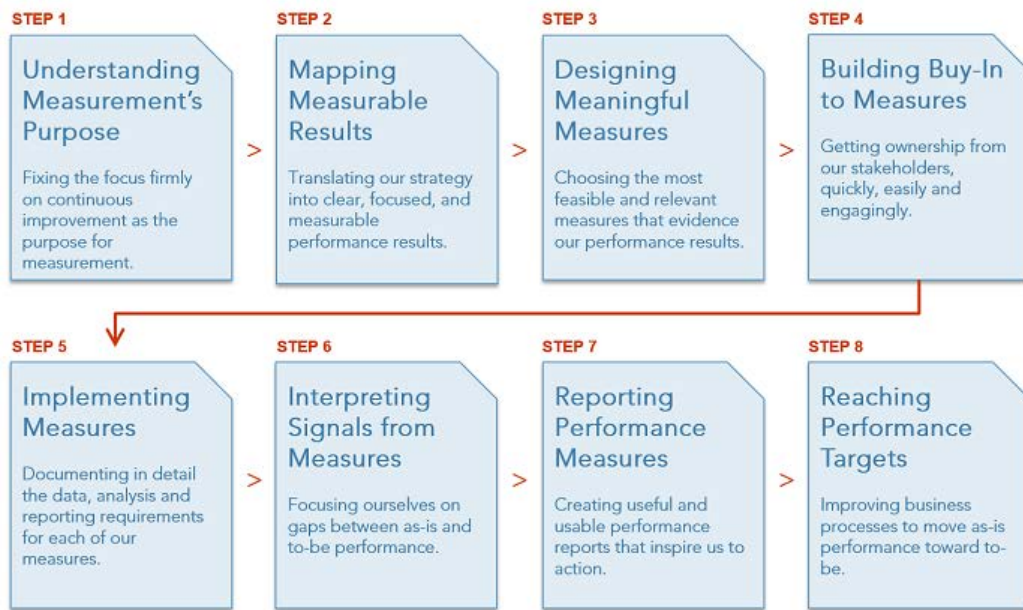 STEP 1
Understanding
Measurement's
Purpose
Fixing the focus firmly
on continuous
improvement as the
purpose for
measurement.
>
STEP 2
Mapping
Measurable
Results
Translating our strategy
into clear, focused, and
measurable
performance results.
>
STEP 3
Designing
Meaningful
Measures
Choosing the most
feasible and relevant
measures that evidence
our performance results.
>
STEP 4
Building Buy-In
to Measures
Getting ownership from
our stakeholders,
quickly, easily and
engagingly.
STEP 5
Implementing
Measures
Documenting in detail
the data, analysis and
reporting requirements
for each of our
measures.
>
STEP 6
Interpreting
Signals from
Measures
Focusing ourselves on
gaps between as-is and
to-be performance.
>
STEP 7
Reporting
Performance
Measures
Creating useful and
usable performance
reports that inspire us to
action.
>
STEP 8
Reaching
Performance
Targets
Improving business
processes to move as-is
performance toward to-
be.